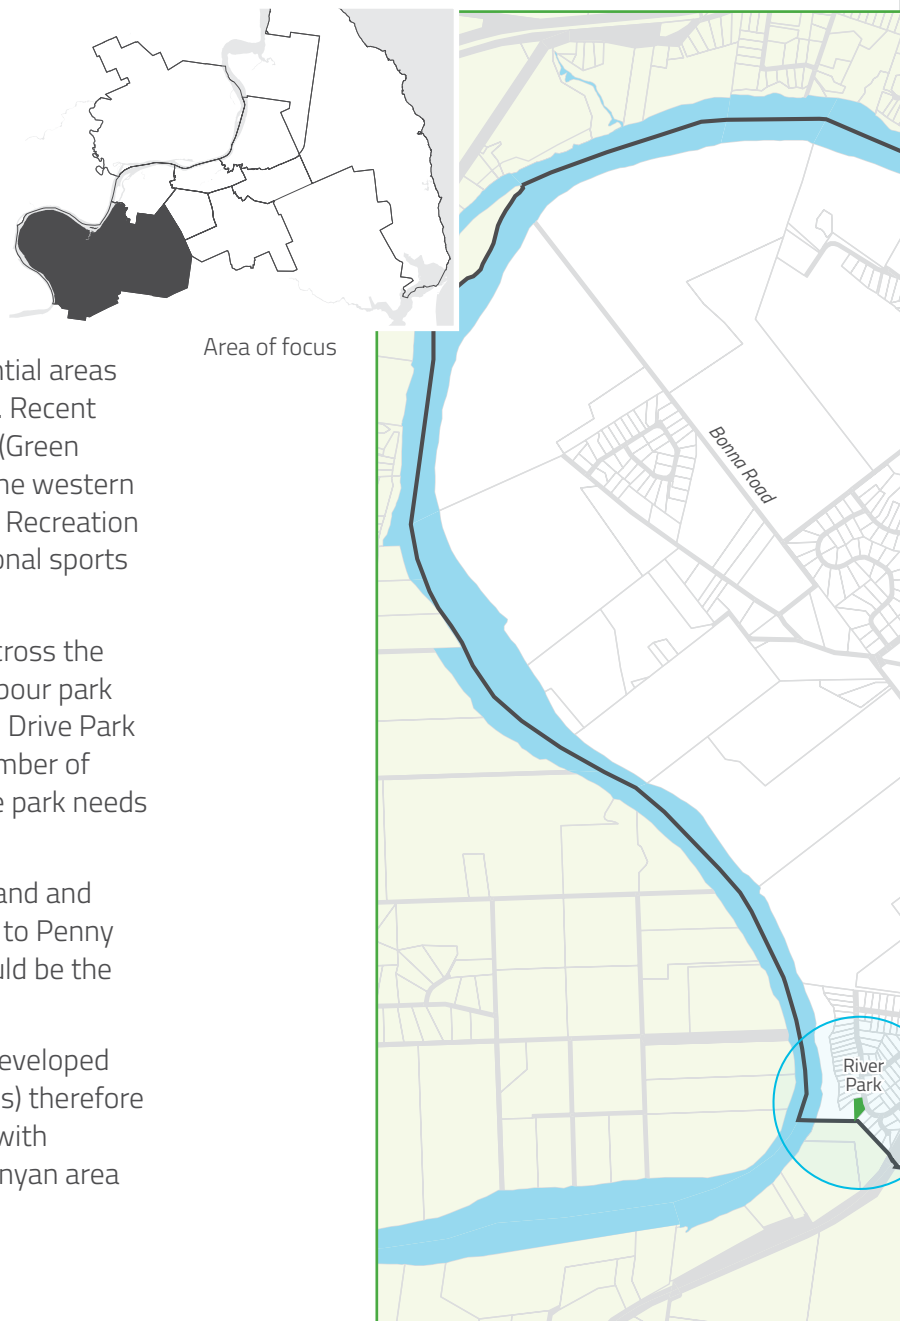 Area of focus
ntial areas
. Recent
(Green
he western
Recreation
onal sports
cross the
bour park
Drive Park
mber of
e park needs
and and
to Penny
uld be the
eveloped
s) therefore
with
nyan area
Bonna Road
River
Park